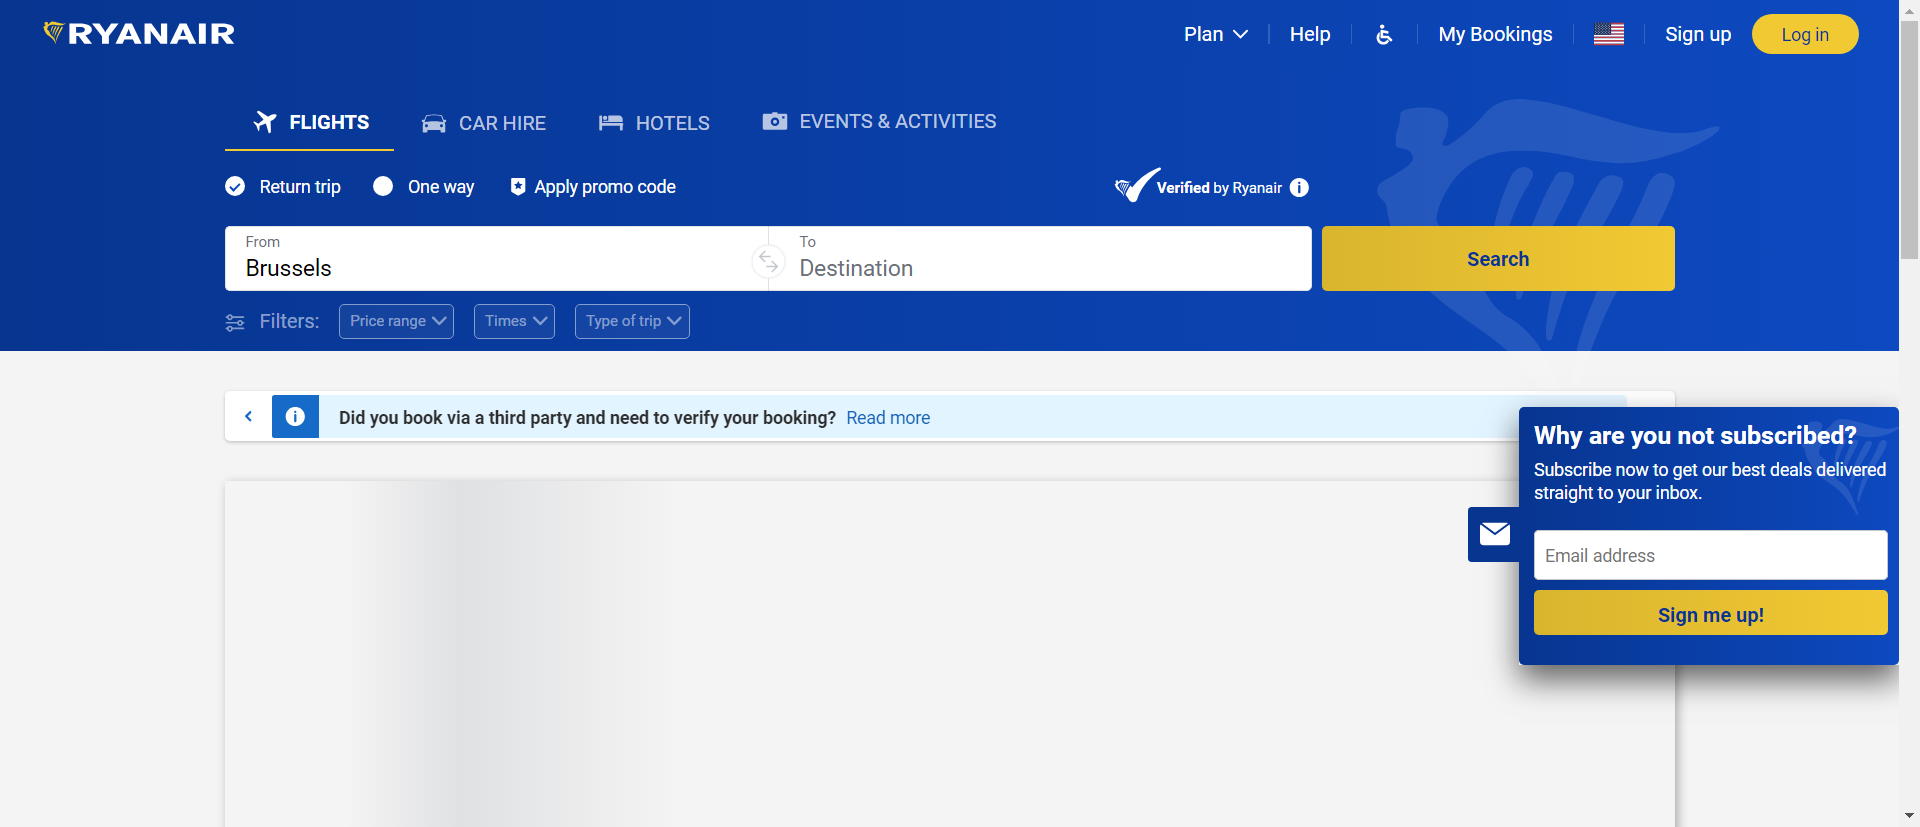 RYANAIR
Plan
Help
My Bookings
Sign up
Log in
FLIGHTS
CAR HIRE
HOTELS
EVENTS & ACTIVITIES
Return trip
One way
Apply promo code
Verified by Ryanair
From
Brussels
To
Destination
Search
Filters:
Price range
Times
Type of trip
Did you book via a third party and need to verify your booking? Read more
Why are you not subscribed?
Subscribe now to get our best deals delivered
straight to your inbox.
Email address
Sign me up!